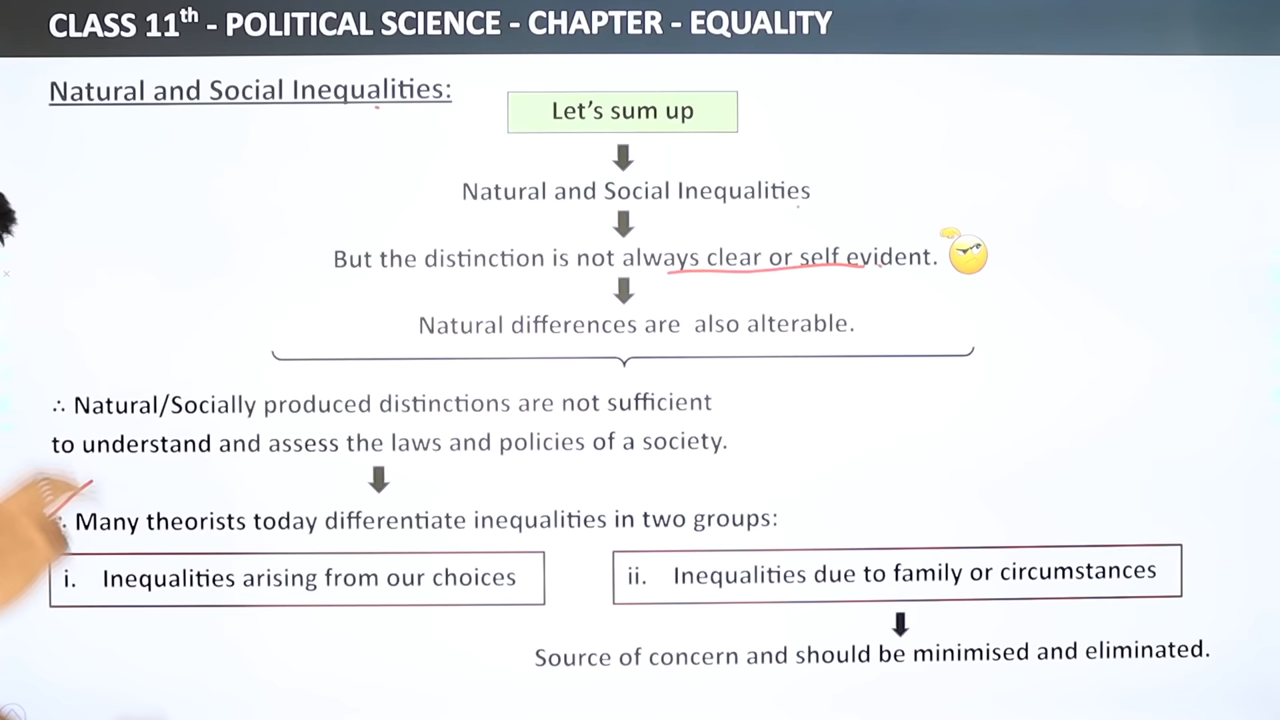 CLASS 11th - POLITICAL SCIENCE - CHAPTER - EQUALITY
Natural and Social Inequalities:
Let's sum up
Natural and Social Inequalities
But the distinction is not always clear or self evident.
Natural differences are also alterable.
∴ Natural/Socially produced distinctions are not sufficient
to understand and assess the laws and policies of a society.
Many theorists today differentiate inequalities in two groups:
i. Inequalities arising from our choices
ii. Inequalities due to family or circumstances
Source of concern and should be minimised and eliminated.